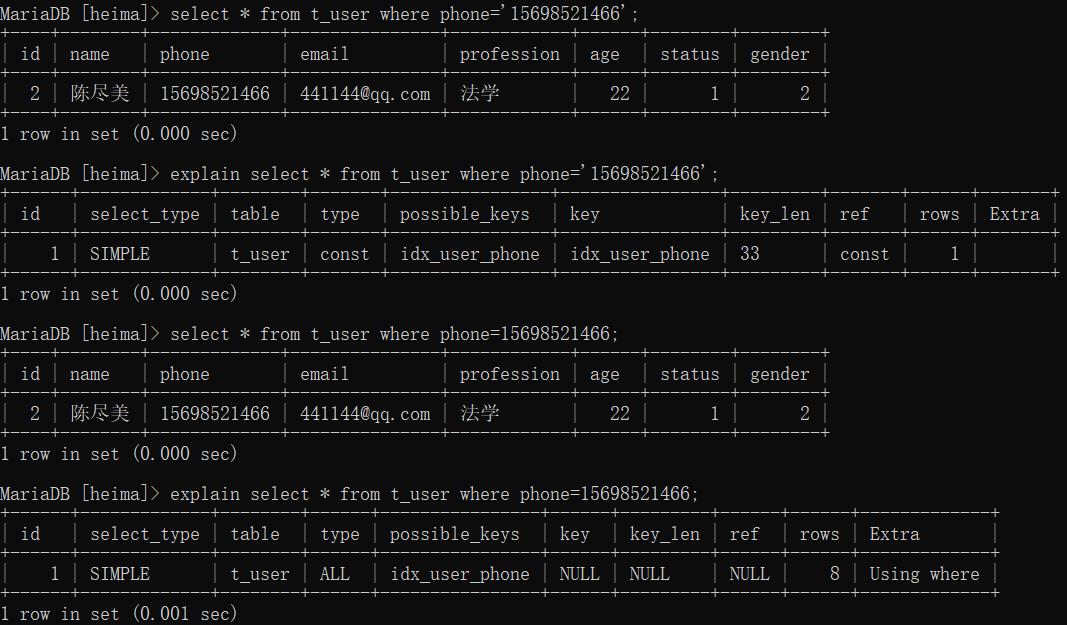 MariaDB [heima]> select * from t_user where phone='15698521466';
+----+--------+-------------+---------------+------------+------+--------+--------+
| id | name | phone | email | profession | age | status | gender |
+----+--------+-------------+---------------+------------+------+--------+--------+
| 2 | 陈尽美 | 15698521466 | 441144@qq.com | 法学 | 22 | 1 | 2 |
+----+--------+-------------+---------------+------------+------+--------+--------+
1 row in set (0.000 sec)
MariaDB [heima]> explain select * from t_user where phone='15698521466';
+------+-------------+--------+-------+----------------+----------------+---------+-------+------+-------+
| id | select_type | table | type | possible_keys | key | key_len | ref | rows | Extra |
+------+-------------+--------+-------+----------------+----------------+---------+-------+------+-------+
| 1 | SIMPLE | t_user | const | idx_user_phone | idx_user_phone | 33 | const | 1 | |
+------+-------------+--------+-------+----------------+----------------+---------+-------+------+-------+
1 row in set (0.000 sec)
MariaDB [heima]> select * from t_user where phone=15698521466;
+----+--------+-------------+---------------+------------+------+--------+--------+
| id | name | phone | email | profession | age | status | gender |
+----+--------+-------------+---------------+------------+------+--------+--------+
| 2 | 陈尽美 | 15698521466 | 441144@qq.com | 法学 | 22 | 1 | 2 |
+----+--------+-------------+---------------+------------+------+--------+--------+
1 row in set (0.000 sec)
MariaDB [heima]> explain select * from t_user where phone=15698521466;
+------+-------------+--------+------+----------------+------+---------+------+------+-------------+
| id | select_type | table | type | possible_keys | key | key_len | ref | rows | Extra |
+------+-------------+--------+------+----------------+------+---------+------+------+-------------+
| 1 | SIMPLE | t_user | ALL | idx_user_phone | NULL | NULL | NULL | 8 | Using where |
+------+-------------+--------+------+----------------+------+---------+------+------+-------------+
1 row in set (0.001 sec)